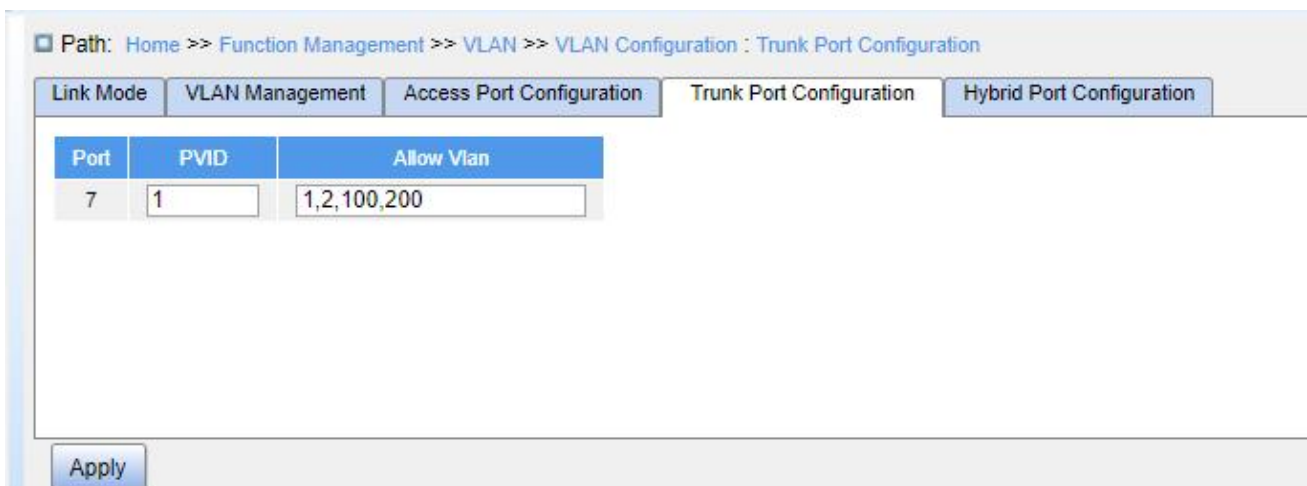 Path: Home >> Function Management >> VLAN >> VLAN Configuration : Trunk Port Configuration
Link Mode VLAN Management Access Port Configuration Trunk Port Configuration Hybrid Port Configuration
Port PVID Allow Vlan
7 1 1,2,100,200
Apply